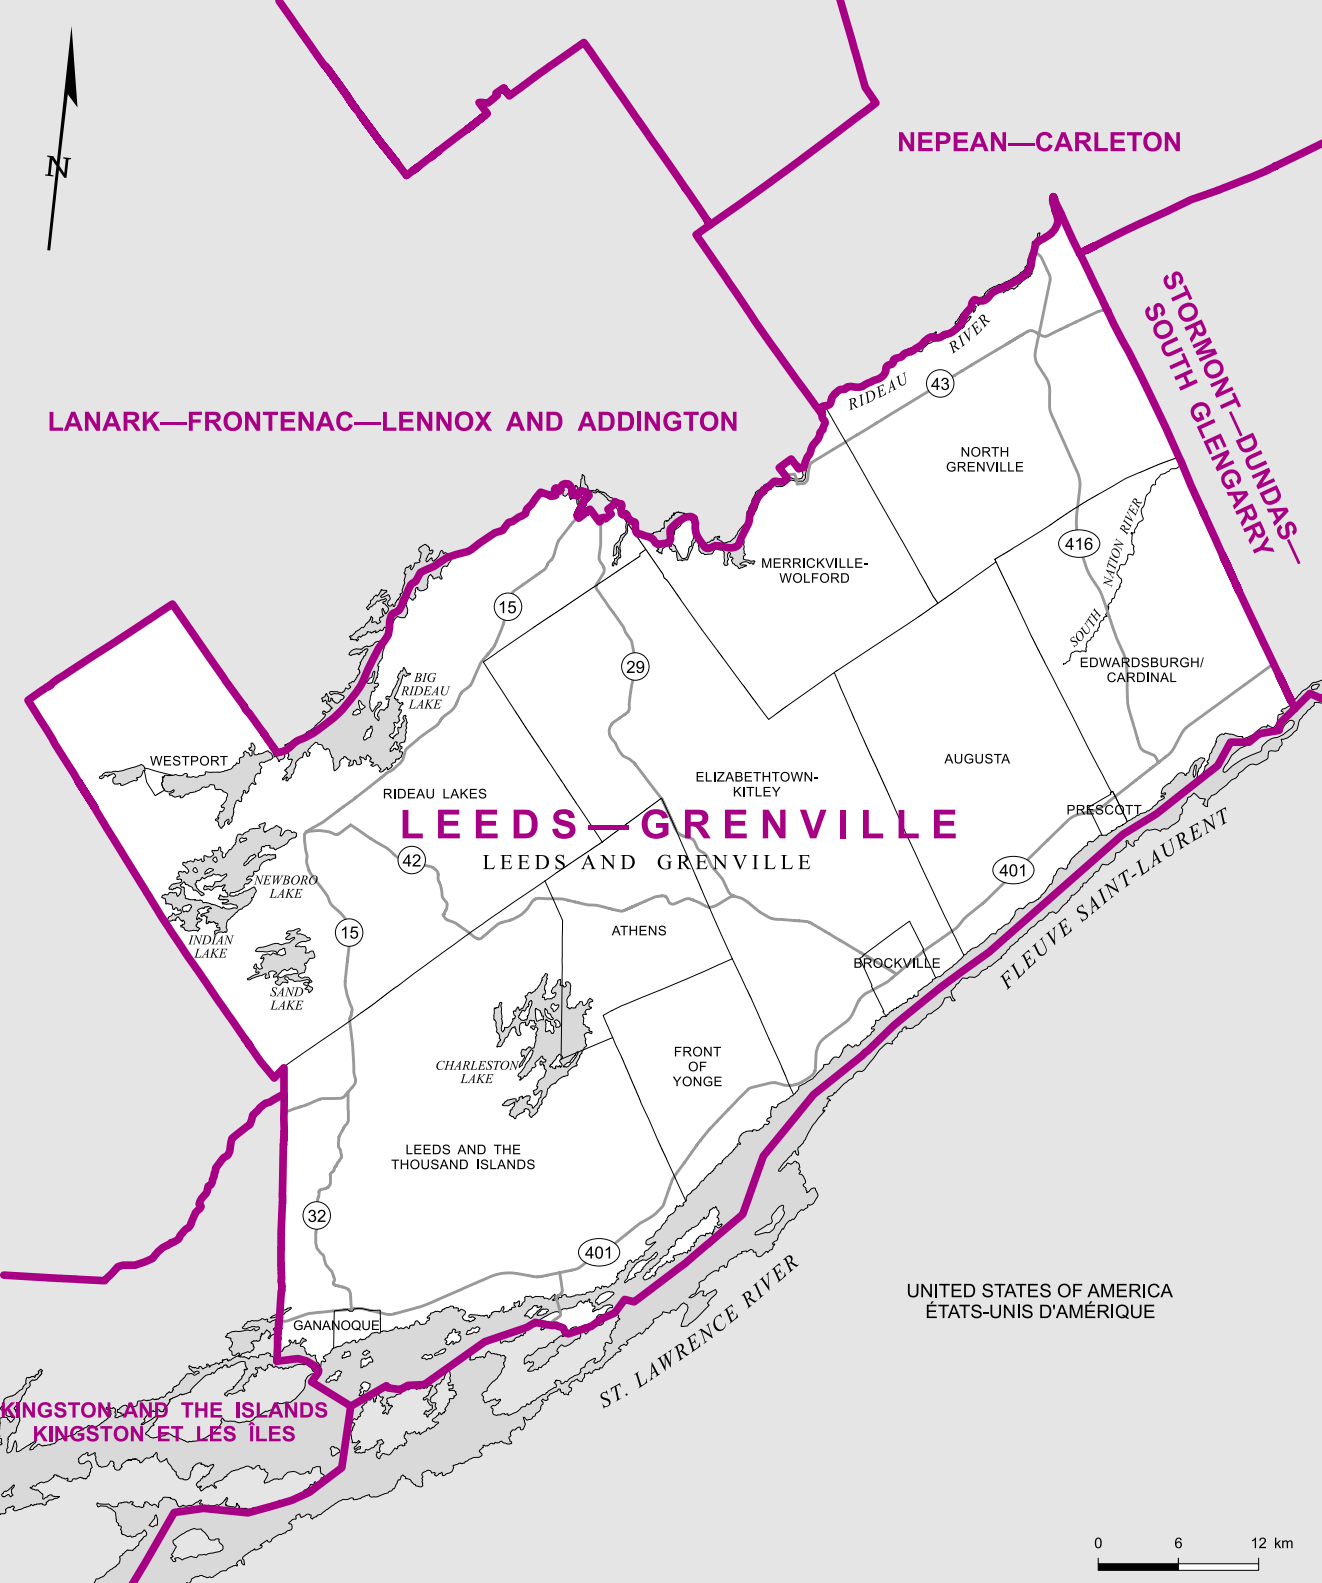 N
NEPEAN—CARLETON
STORMONT—DUNDAS—
SOUTH GLENGARRY
RIDEAU RIVER
43
LANARK—FRONTENAC—LENNOX AND ADDINGTON
NORTH
GRENVILLE
416
SOUTH NATION RIVER
MERRICKVILLE-
WOLFORD
15
29
EDWARDSBURGH/
CARDINAL
BIG
RIDEAU
LAKE
WESTPORT
RIDEAU LAKES
ELIZABETHTOWN-
KITLEY
AUGUSTA
PRESCOTT
LEEDS—GRENVILLE
LEEDS AND GRENVILLE
42
401
NEWBORO
LAKE
INDIAN
LAKE
15
ATHENS
BROCKVILLE
FLEUVE SAINT-LAURENT
SAND
LAKE
CHARLESTON
LAKE
FRONT
OF
YONGE
LEEDS AND THE
THOUSAND ISLANDS
32
401
ST. LAWRENCE RIVER
UNITED STATES OF AMERICA
ÉTATS-UNIS D'AMÉRIQUE
GANANOQUE
KINGSTON AND THE ISLANDS
KINGSTON ET LES ÎLES
0 6 12 km